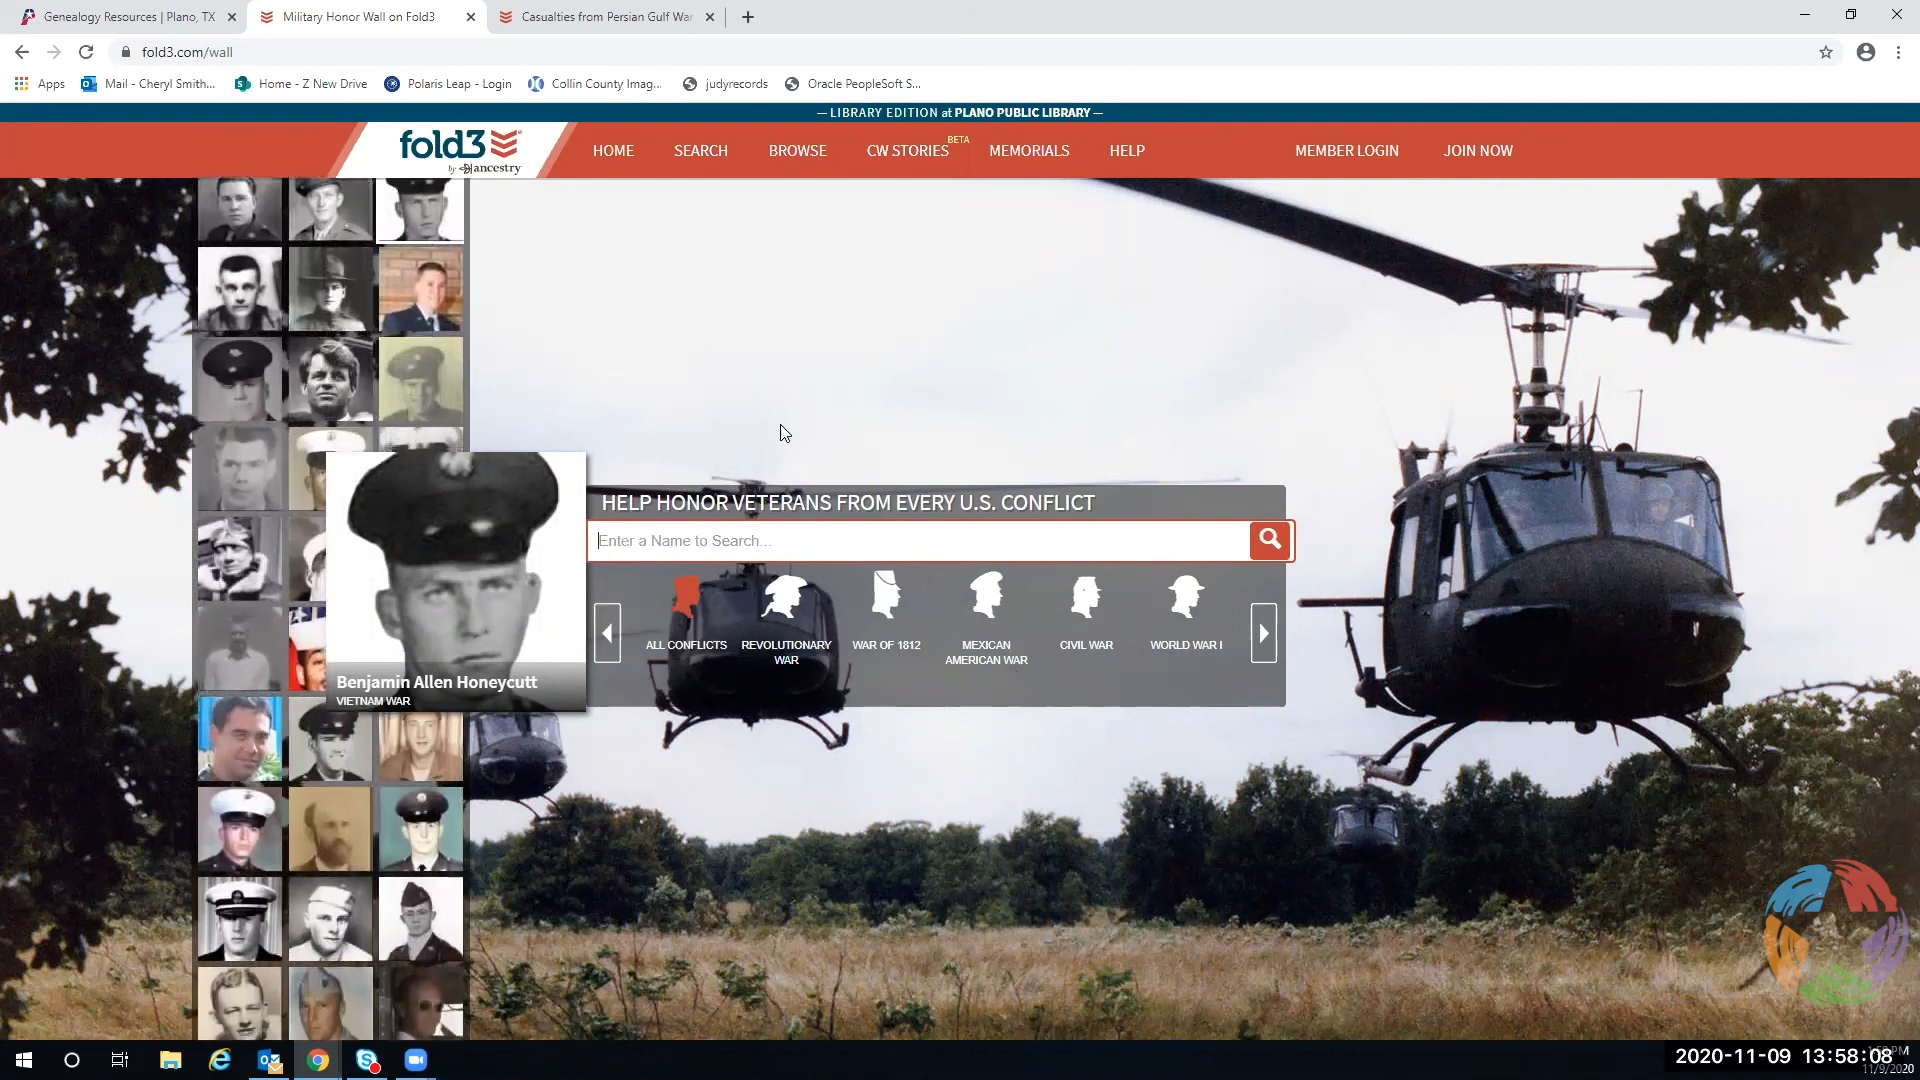 Genealogy Resources | Plano, TX
Military Honor Wall on Fold3
Casualties from Persian Gulf War
fold3.com/wall
Apps
Mail - Cheryl Smith...
Home - Z New Drive
Polaris Leap - Login
Collin County Imag...
judyrecords
Oracle PeopleSoft S...
— LIBRARY EDITION at PLANO PUBLIC LIBRARY —
fold3
by ancestry
HOME
SEARCH
BROWSE
CW STORIES BETA
MEMORIALS
HELP
MEMBER LOGIN
JOIN NOW
HELP HONOR VETERANS FROM EVERY U.S. CONFLICT
Enter a Name to Search...
ALL CONFLICTS
REVOLUTIONARY
WAR
WAR OF 1812
MEXICAN
AMERICAN WAR
CIVIL WAR
WORLD WAR I
Benjamin Allen Honeycutt
VIETNAM WAR
2020-11-09 13:58:08
11/9/2020